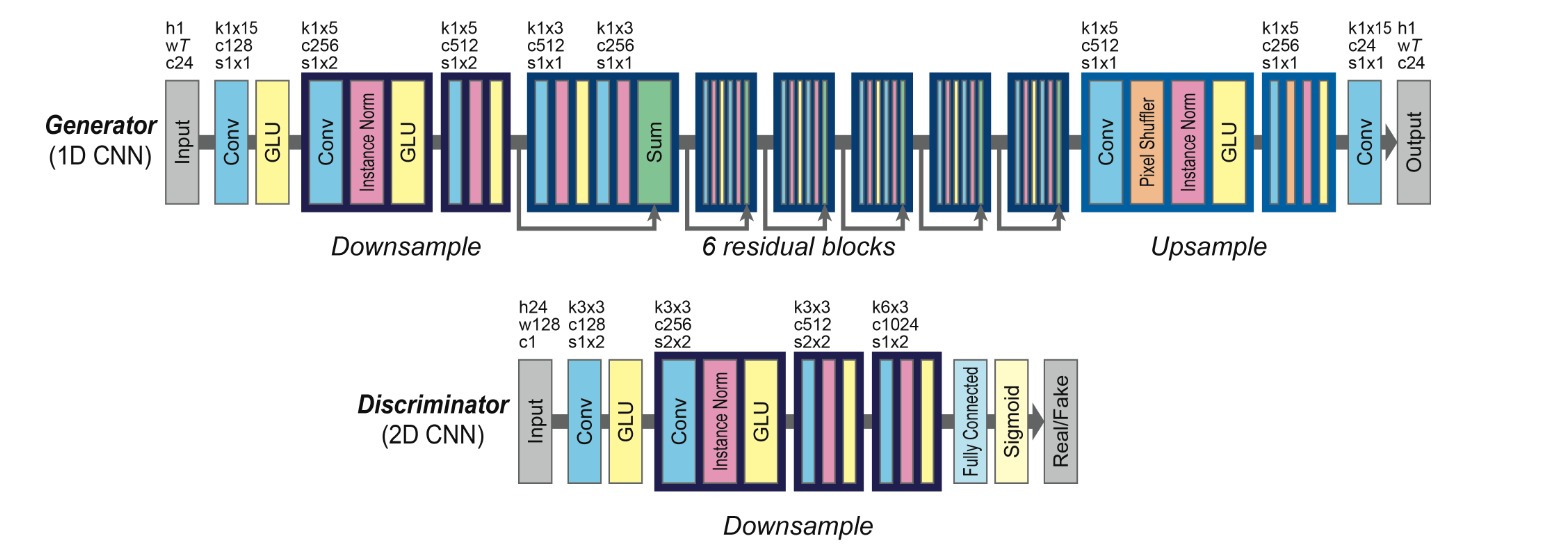 h1
wT
c24
k1x15
c128
s1x1
k1x5
c256
s1x2
k1x5
c512
s1x2
k1x3
c512
s1x1
k1x3
c256
s1x1
k1x5
c512
s1x1
k1x5
c256
s1x1
k1x15
c24
s1x1
h1
wT
c24
Generator
(1D CNN)
Input
Conv
GLU
Conv
Instance Norm
GLU
Sum
Conv
Pixel Shuffler
Instance Norm
GLU
Conv
Output
Downsample
6 residual blocks
Upsample
h24
w128
c1
k3x3
c128
s1x2
k3x3
c256
s2x2
k3x3
c512
s2x2
k6x3
c1024
s1x2
Discriminator
(2D CNN)
Input
Conv
GLU
Conv
Instance Norm
GLU
Fully Connected
Sigmoid
Real/Fake
Downsample